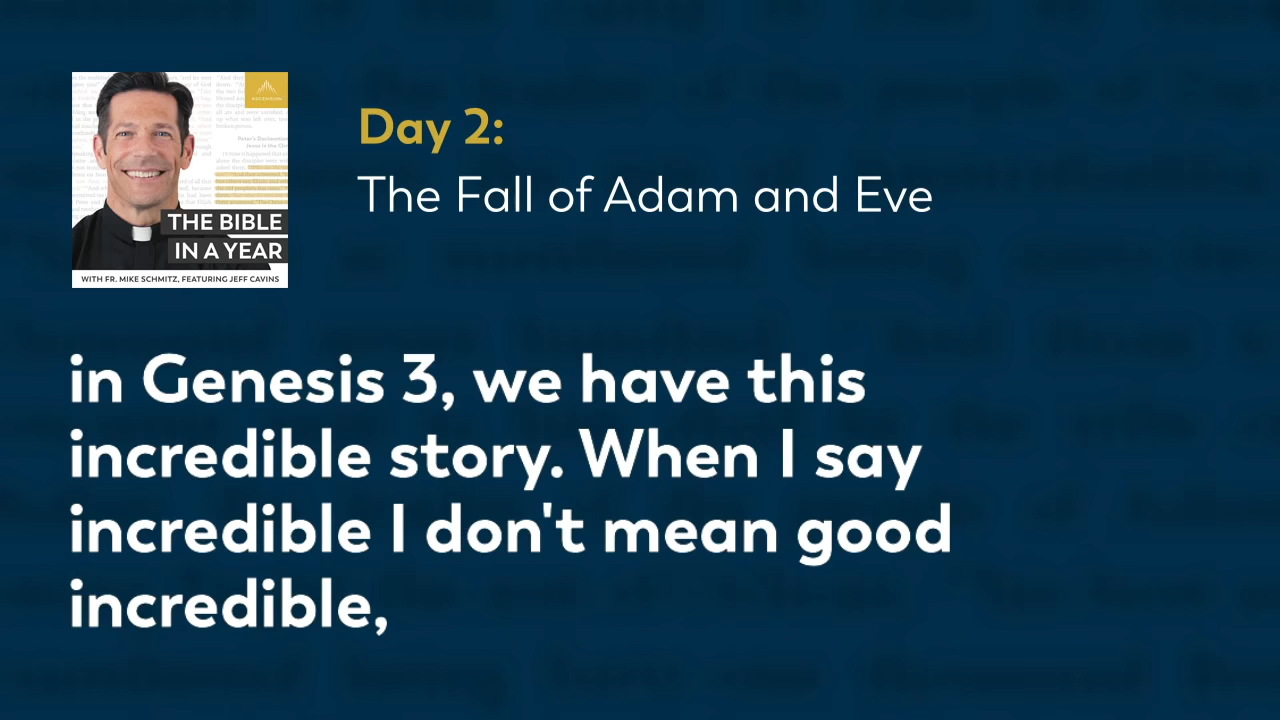 ASCENSION
THE BIBLE
IN A YEAR
WITH FR. MIKE SCHMITZ, FEATURING JEFF CAVINS
Day 2:
The Fall of Adam and Eve
in Genesis 3, we have this
incredible story. When I say
incredible I don't mean good
incredible,